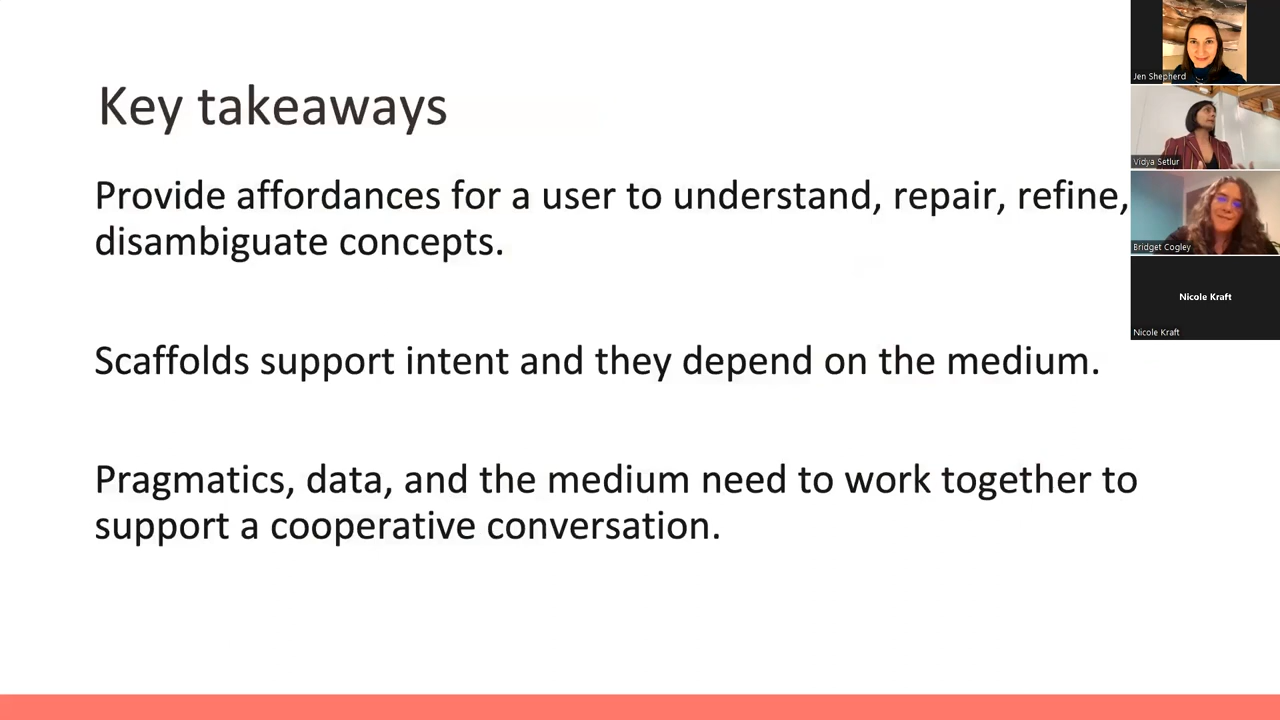 Key takeaways
Provide affordances for a user to understand, repair, refine,
disambiguate concepts.
Scaffolds support intent and they depend on the medium.
Pragmatics, data, and the medium need to work together to
support a cooperative conversation.
Jen Shepherd
Vidya Setlur
Bridget Cogley
Nicole Kraft
Nicole Kraft